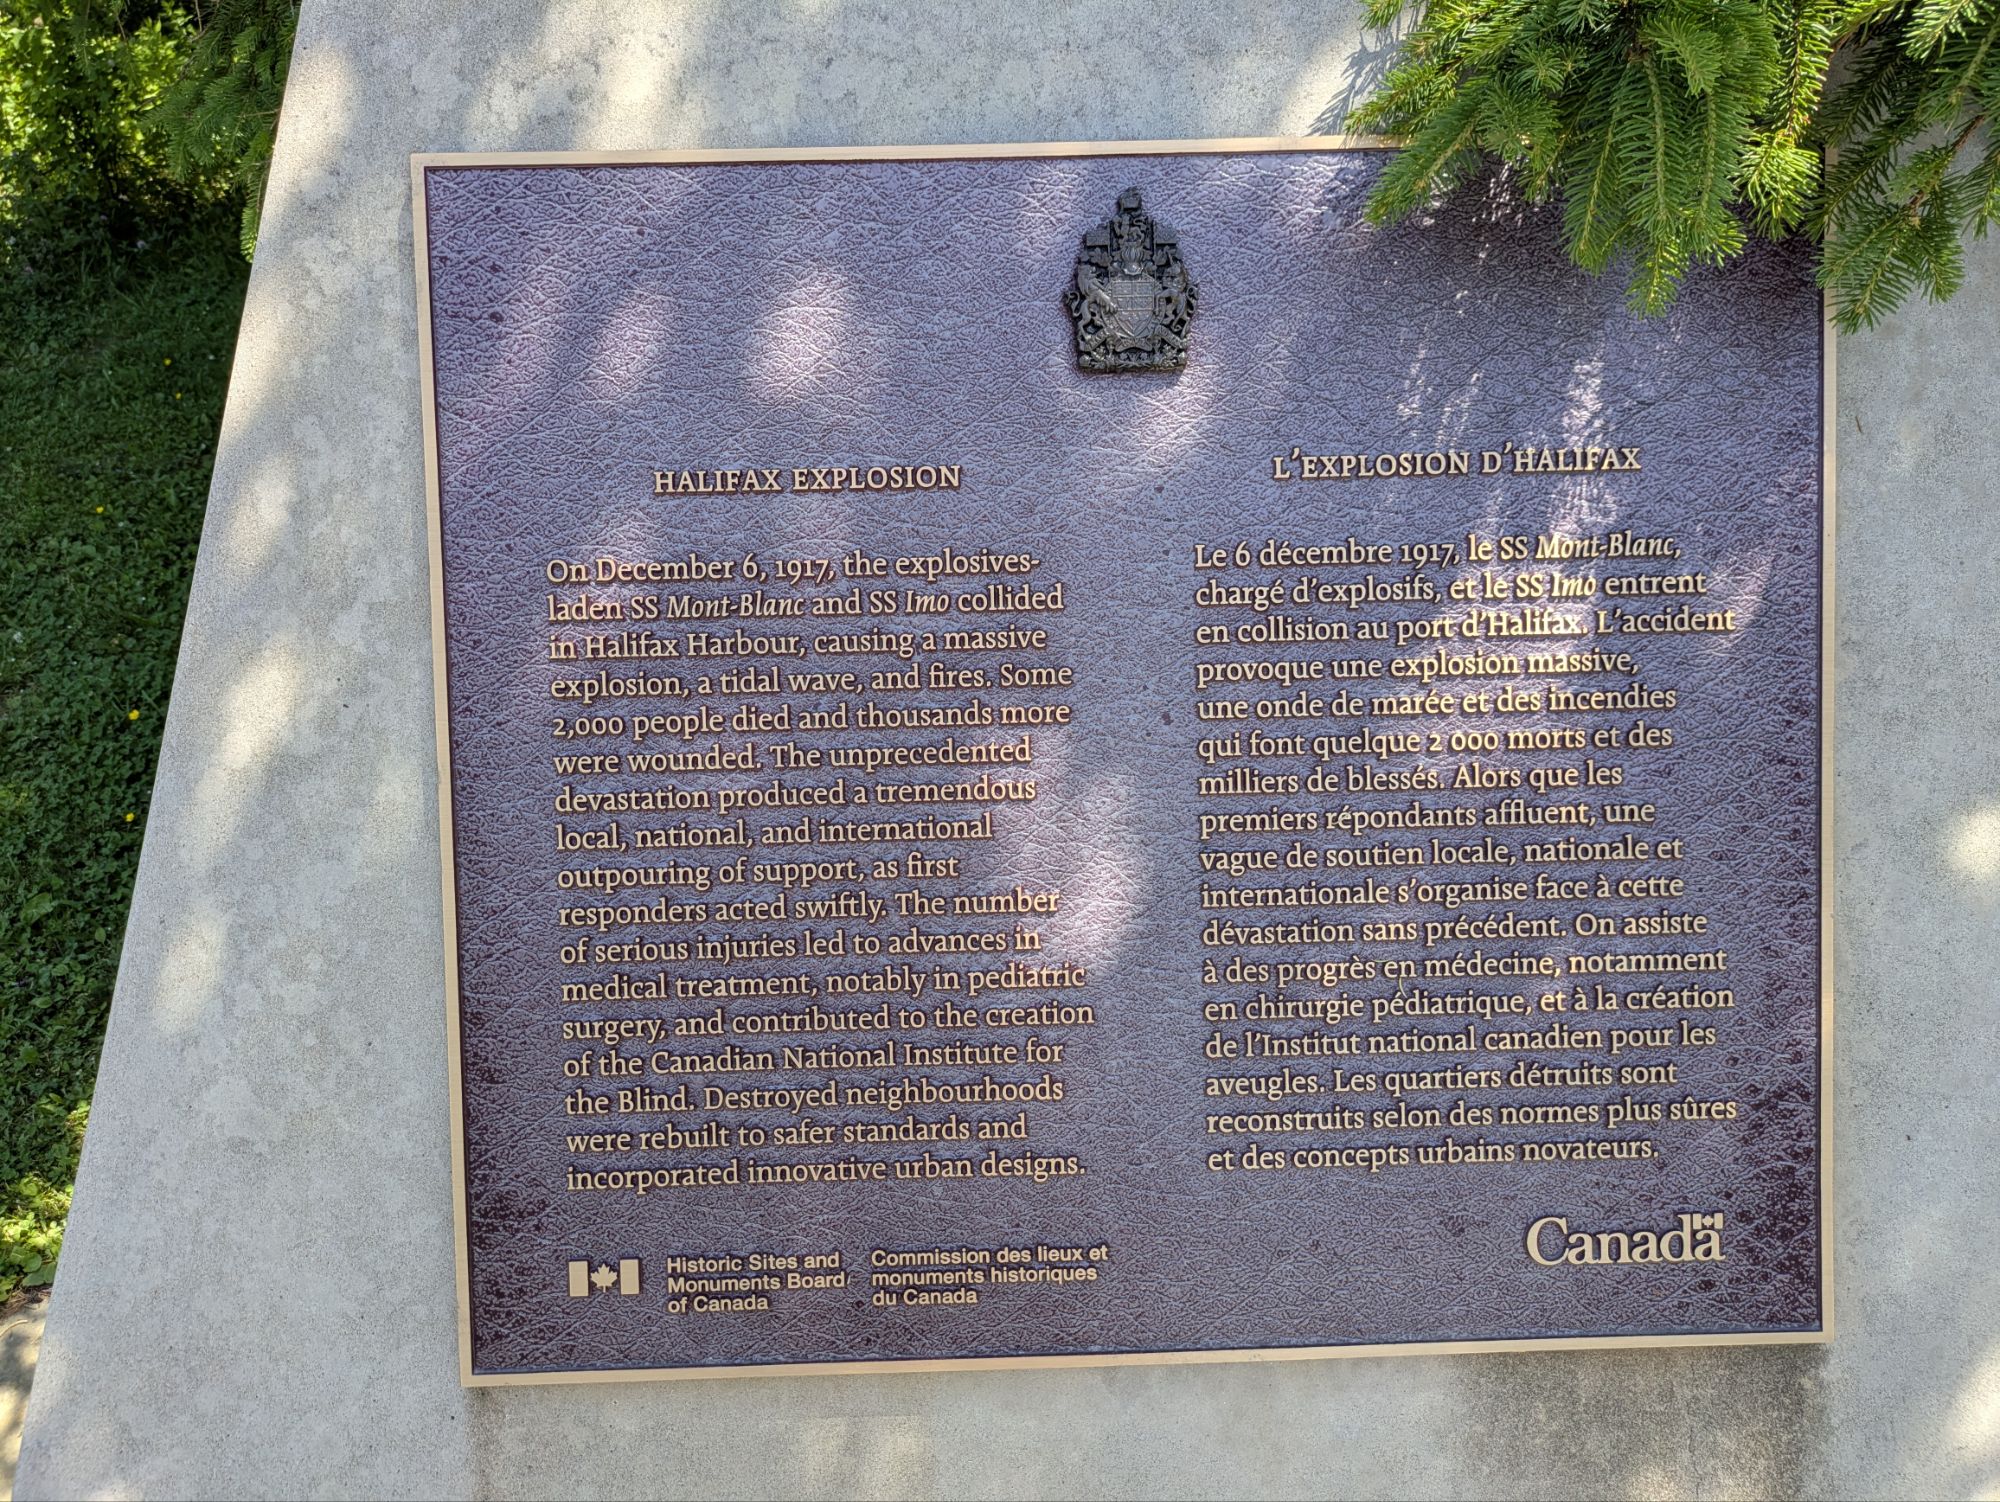 HALIFAX EXPLOSION
On December 6, 1917, the explosives-
laden SS Mont-Blanc and SS Imo collided
in Halifax Harbour, causing a massive
explosion, a tidal wave, and fires. Some
2,000 people died and thousands more
were wounded. The unprecedented
devastation produced a tremendous
local, national, and international
outpouring of support, as first
responders acted swiftly. The number
of serious injuries led to advances in
medical treatment, notably in pediatric
surgery, and contributed to the creation
of the Canadian National Institute for
the Blind. Destroyed neighbourhoods
were rebuilt to safer standards and
incorporated innovative urban designs.
L'EXPLOSION D'HALIFAX
Le 6 décembre 1917, le SS Mont-Blanc,
chargé d'explosifs, et le SS Imo entrent
en collision au port d'Halifax. L'accident
provoque une explosion massive,
une onde de marée et des incendies
qui font quelque 2 000 morts et des
milliers de blessés. Alors que les
premiers répondants affluent, une
vague de soutien locale, nationale et
internationale s'organise face à cette
dévastation sans précédent. On assiste
à des progrès en médecine, notamment
en chirurgie pédiatrique, et à la création
de l'Institut national canadien pour les
aveugles. Les quartiers détruits sont
reconstruits selon des normes plus sûres
et des concepts urbains novateurs.
Historic Sites and
Monuments Board
of Canada
Commission des lieux et
monuments historiques
du Canada
Canada